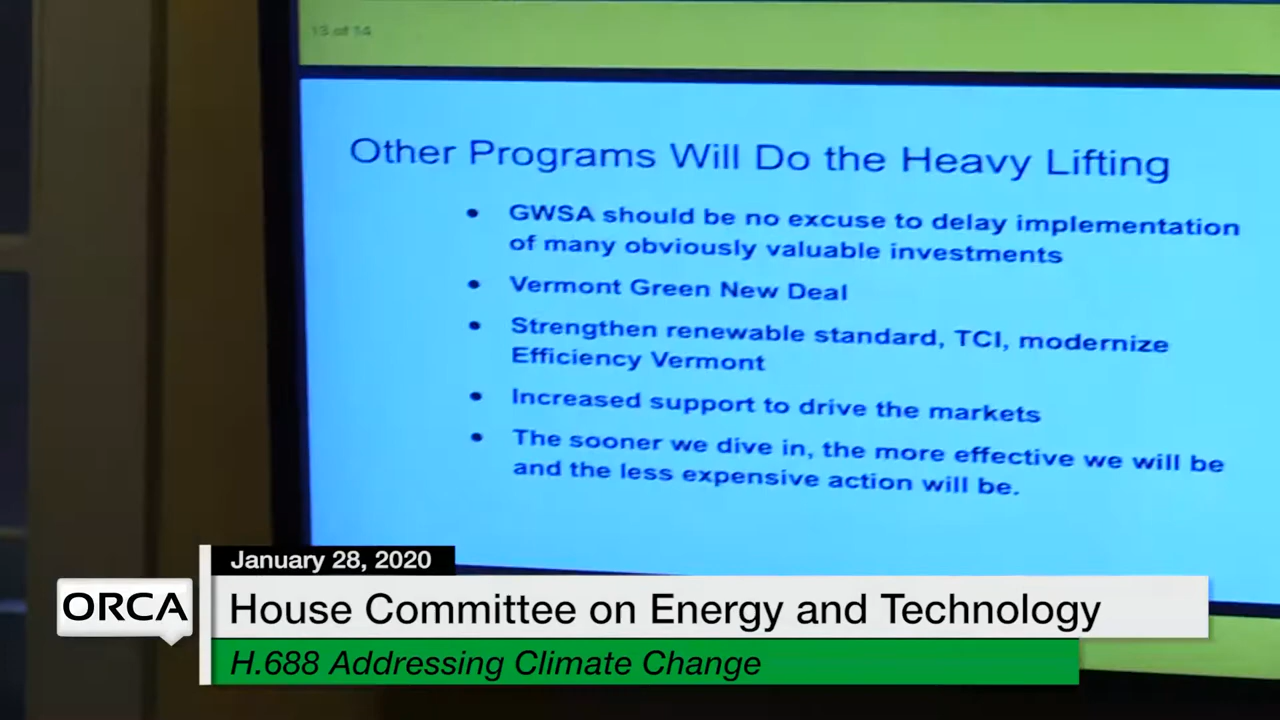 13 of 14
Other Programs Will Do the Heavy Lifting
• GWSA should be no excuse to delay implementation
of many obviously valuable investments
• Vermont Green New Deal
• Strengthen renewable standard, TCI, modernize
Efficiency Vermont
• Increased support to drive the markets
• The sooner we dive in, the more effective we will be
and the less expensive action will be.
January 28, 2020
ORCA
House Committee on Energy and Technology
H.688 Addressing Climate Change